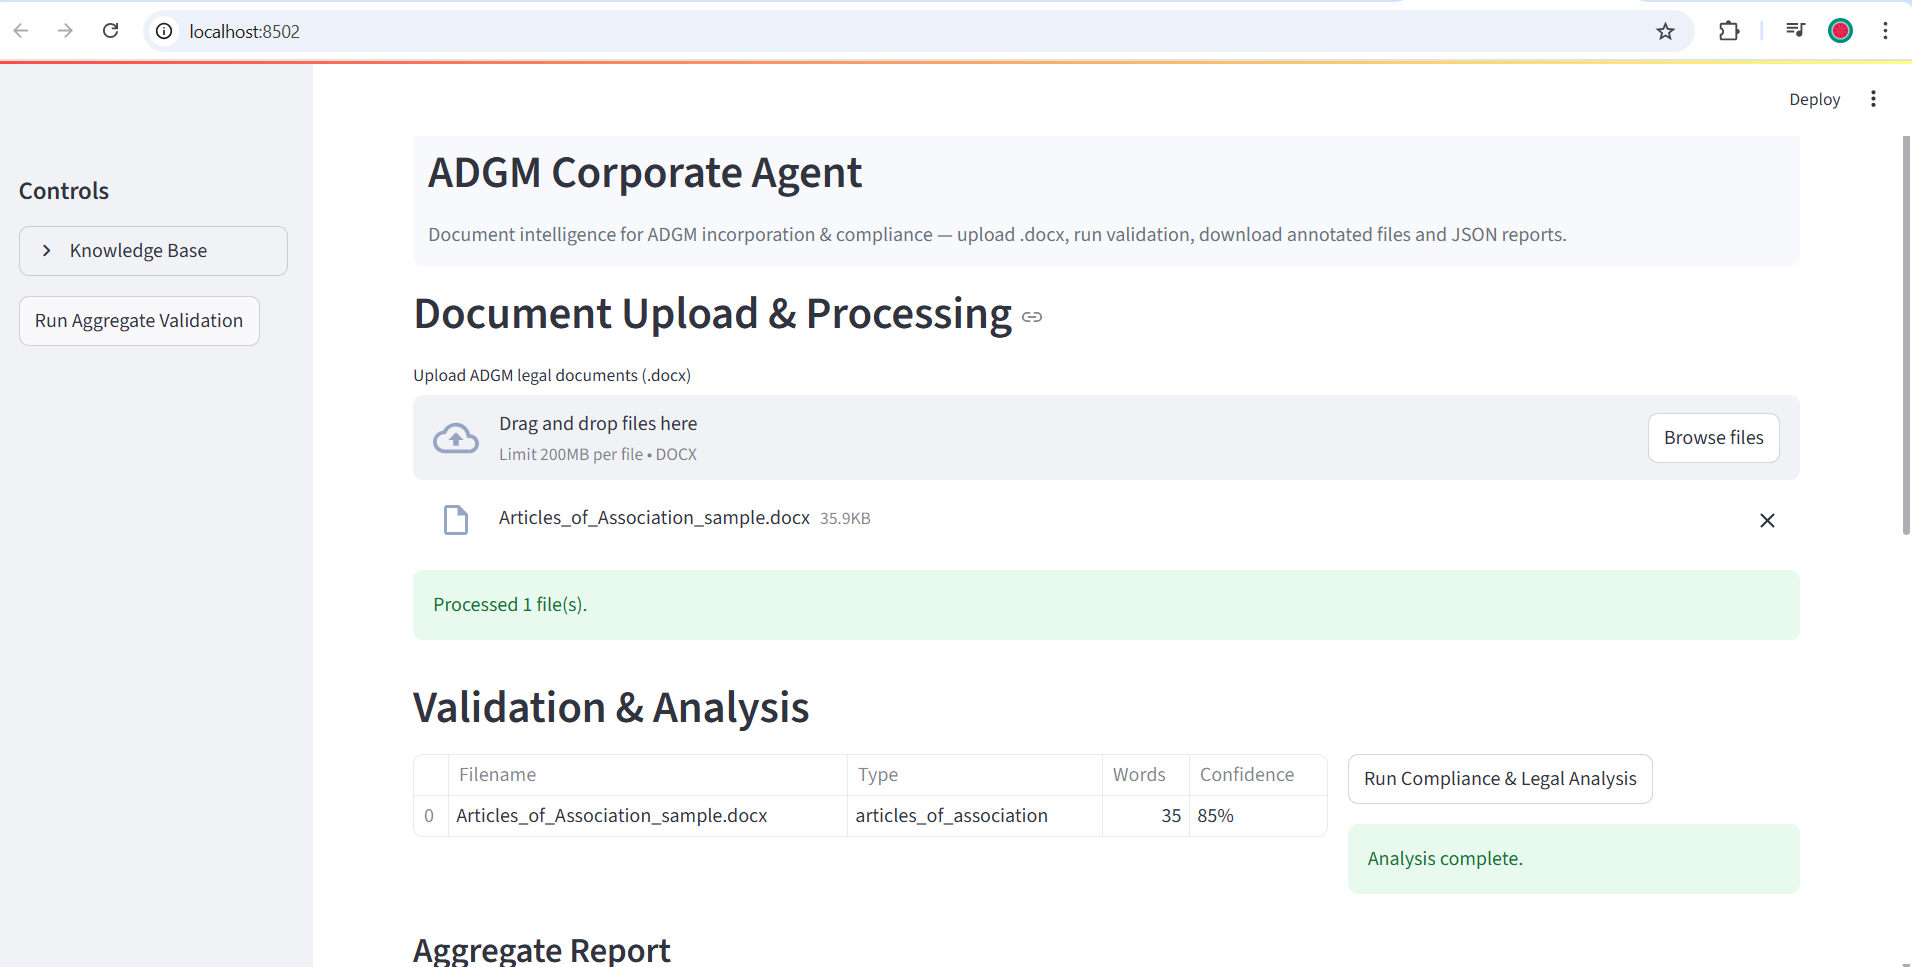 localhost:8502
Deploy
Controls
Knowledge Base
Run Aggregate Validation
ADGM Corporate Agent
Document intelligence for ADGM incorporation & compliance — upload .docx, run validation, download annotated files and JSON reports.
Document Upload & Processing
Upload ADGM legal documents (.docx)
Drag and drop files here
Limit 200MB per file • DOCX
Browse files
Articles_of_Association_sample.docx 35.9KB
Processed 1 file(s).
Validation & Analysis
Filename Type Words Confidence
0 Articles_of_Association_sample.docx articles_of_association 35 85%
Run Compliance & Legal Analysis
Analysis complete.
Aggregate Report